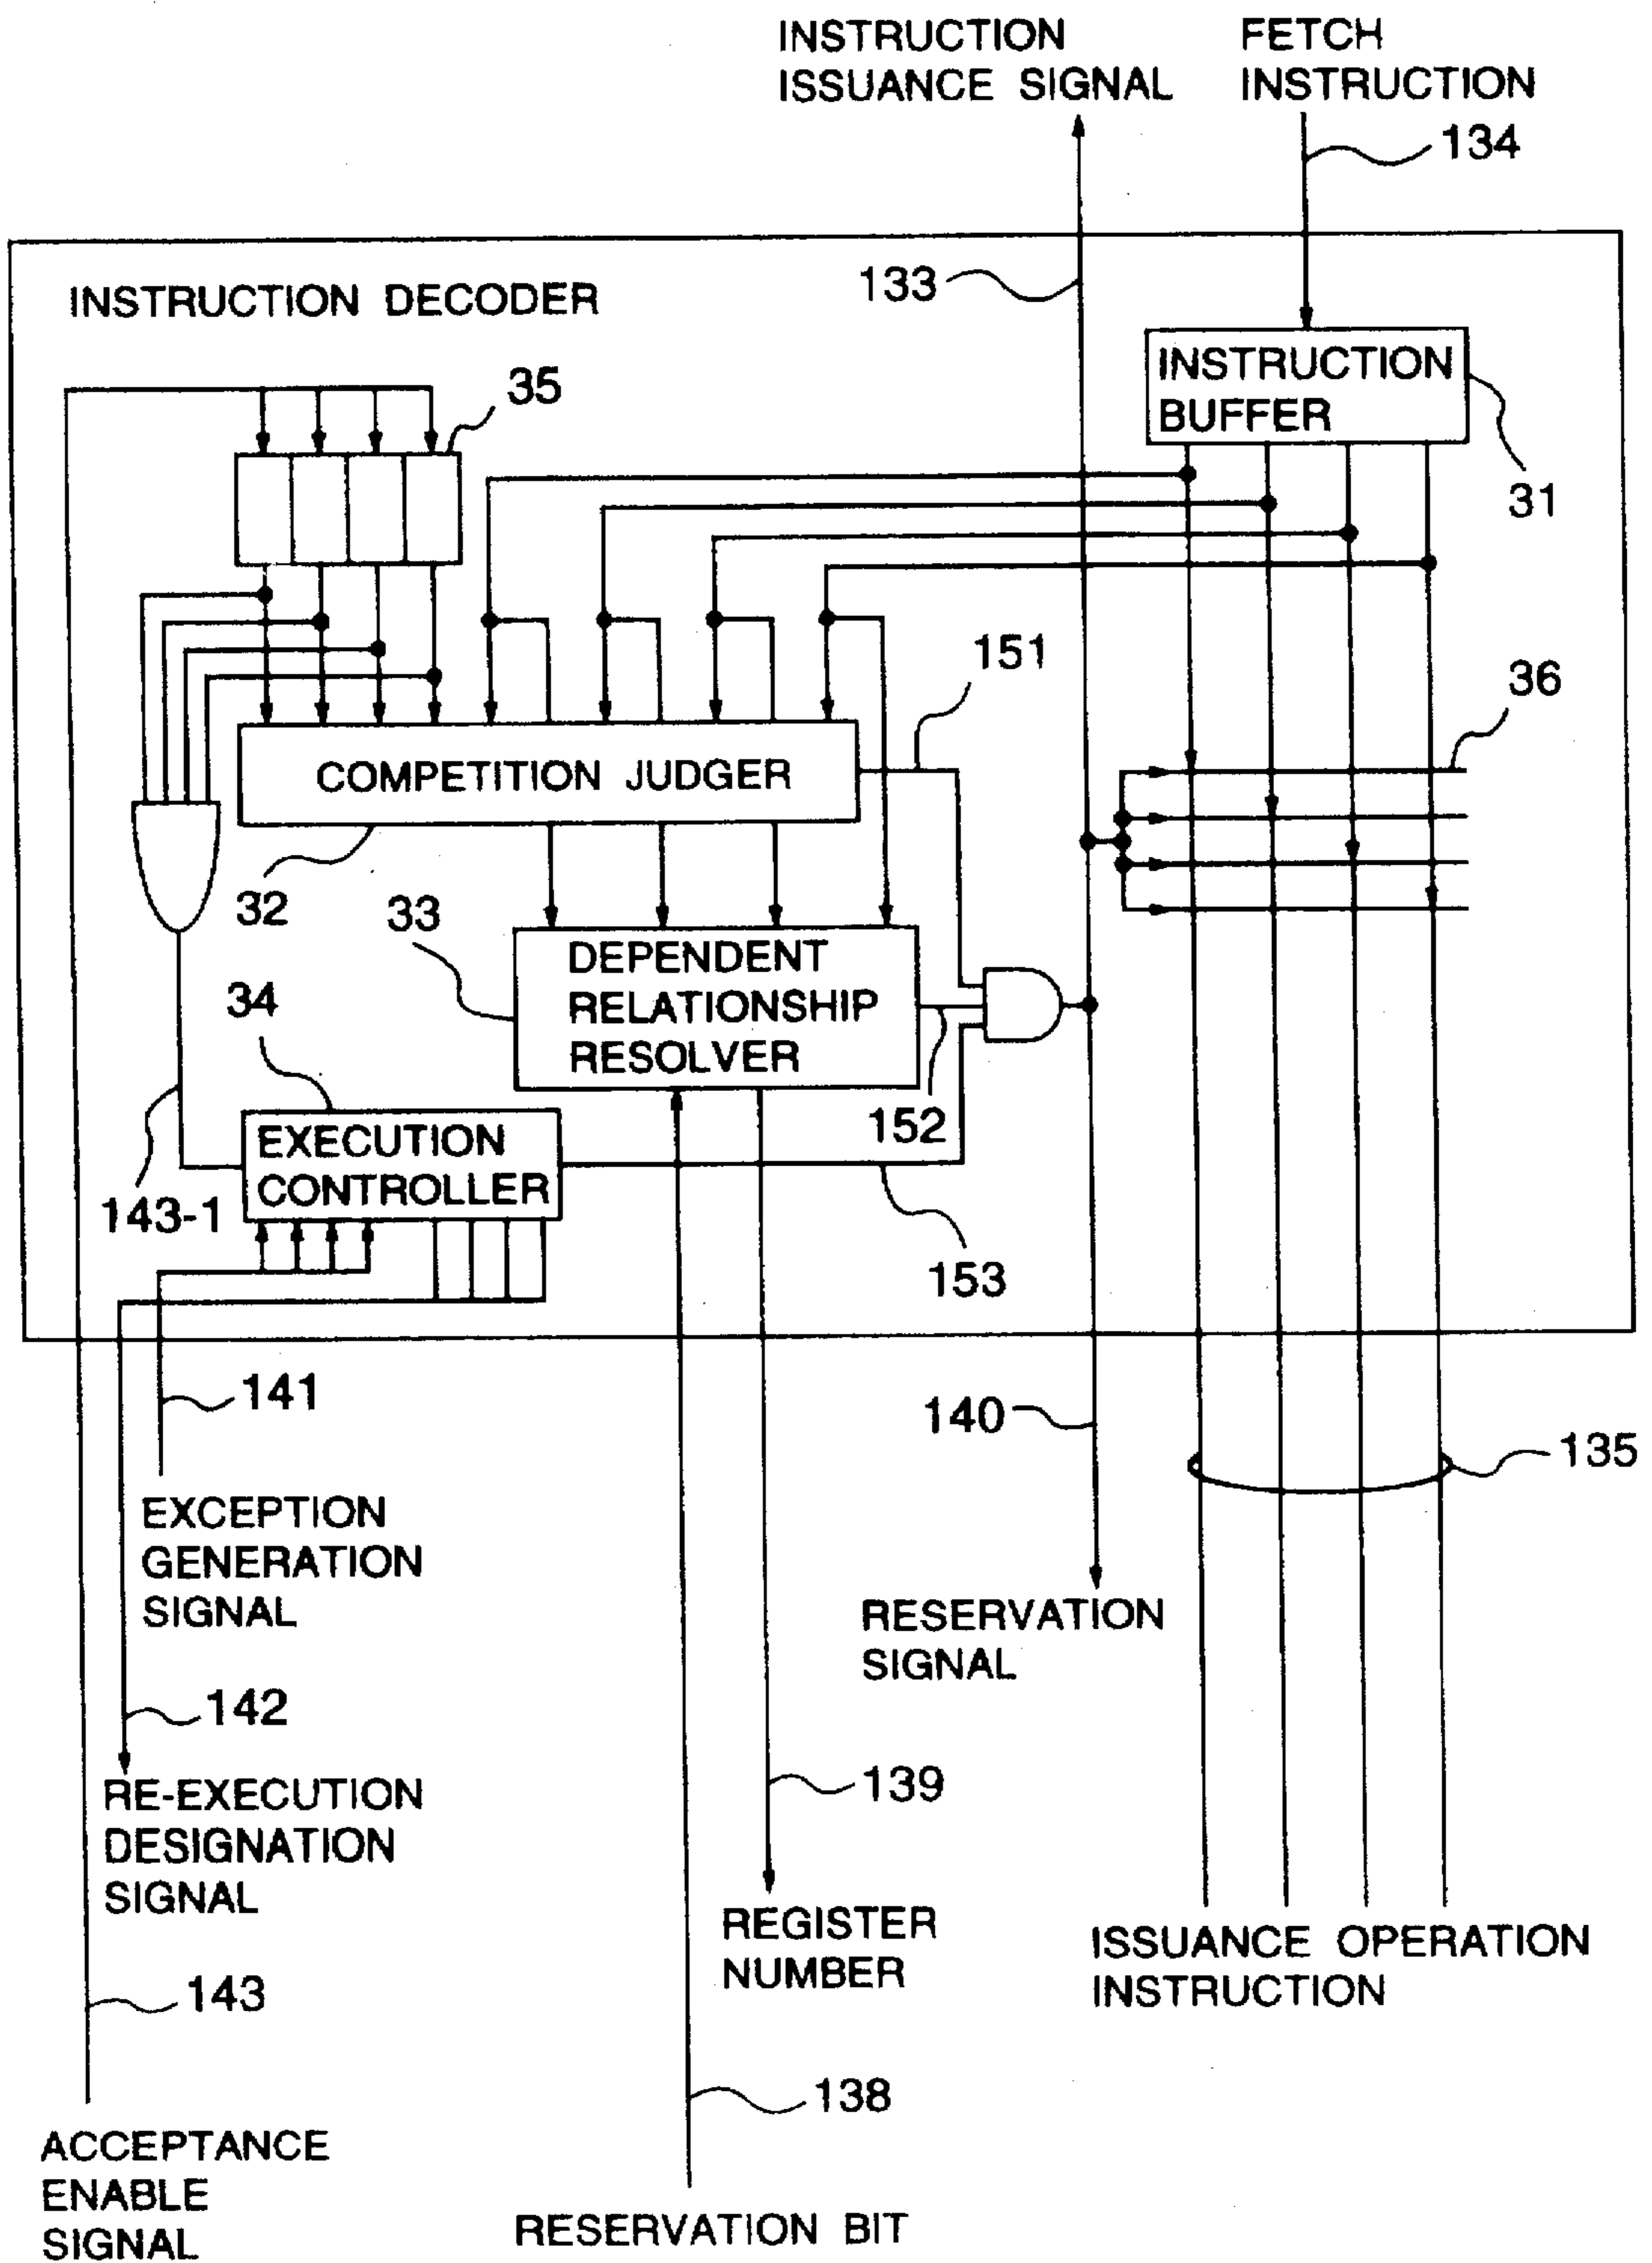 INSTRUCTION
ISSUANCE SIGNAL
FETCH
INSTRUCTION
134
133
INSTRUCTION DECODER
INSTRUCTION
BUFFER
35
31
151
36
COMPETITION JUDGER
32
33
DEPENDENT
RELATIONSHIP
RESOLVER
34
152
EXECUTION
CONTROLLER
143-1
153
141
140
135
EXCEPTION
GENERATION
SIGNAL
RESERVATION
SIGNAL
142
139
RE-EXECUTION
DESIGNATION
SIGNAL
REGISTER
NUMBER
ISSUANCE OPERATION
INSTRUCTION
143
138
ACCEPTANCE
ENABLE
SIGNAL
RESERVATION BIT